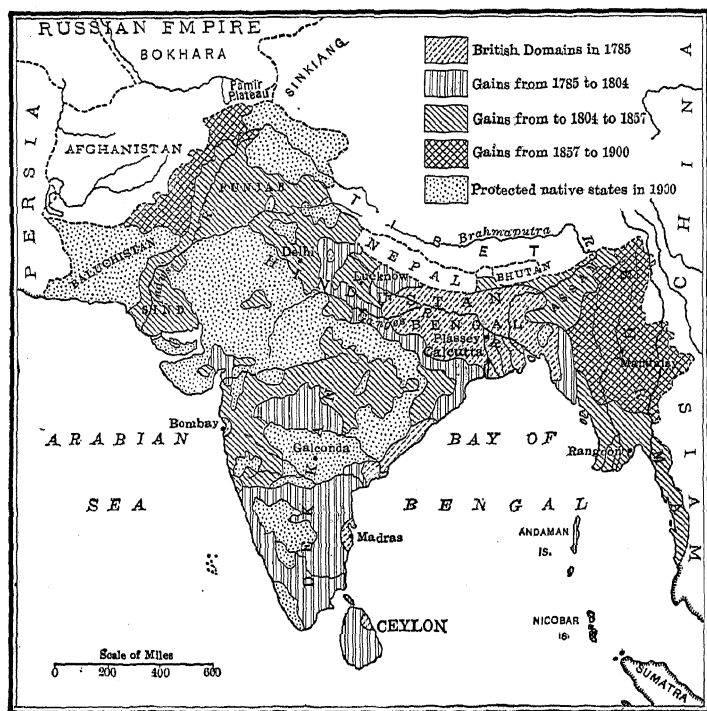 RUSSIAN EMPIRE
BOKHARA
SINKIANG
Pamir
Plateau
PERSIA
AFGHANISTAN
PUNJAB
BALUCHISTAN
SIND
Delhi
HINDUSTAN
Lucknow
TIBET
Brahmaputra
NEPAL
BHUTAN
ASSAM
BENGAL
Plassey
Calcutta
CHINA
British Domains in 1785
Gains from 1785 to 1804
Gains from to 1804 to 1857
Gains from 1857 to 1900
Protected native states in 1900
Bombay
ARABIAN
SEA
Golconda
DEKKAN
BAY OF
BENGAL
Rangoon
SIAM
ANDAMAN
IS.
Madras
NICOBAR
IS.
CEYLON
SUMATRA
Scale of Miles
0 200 400 600